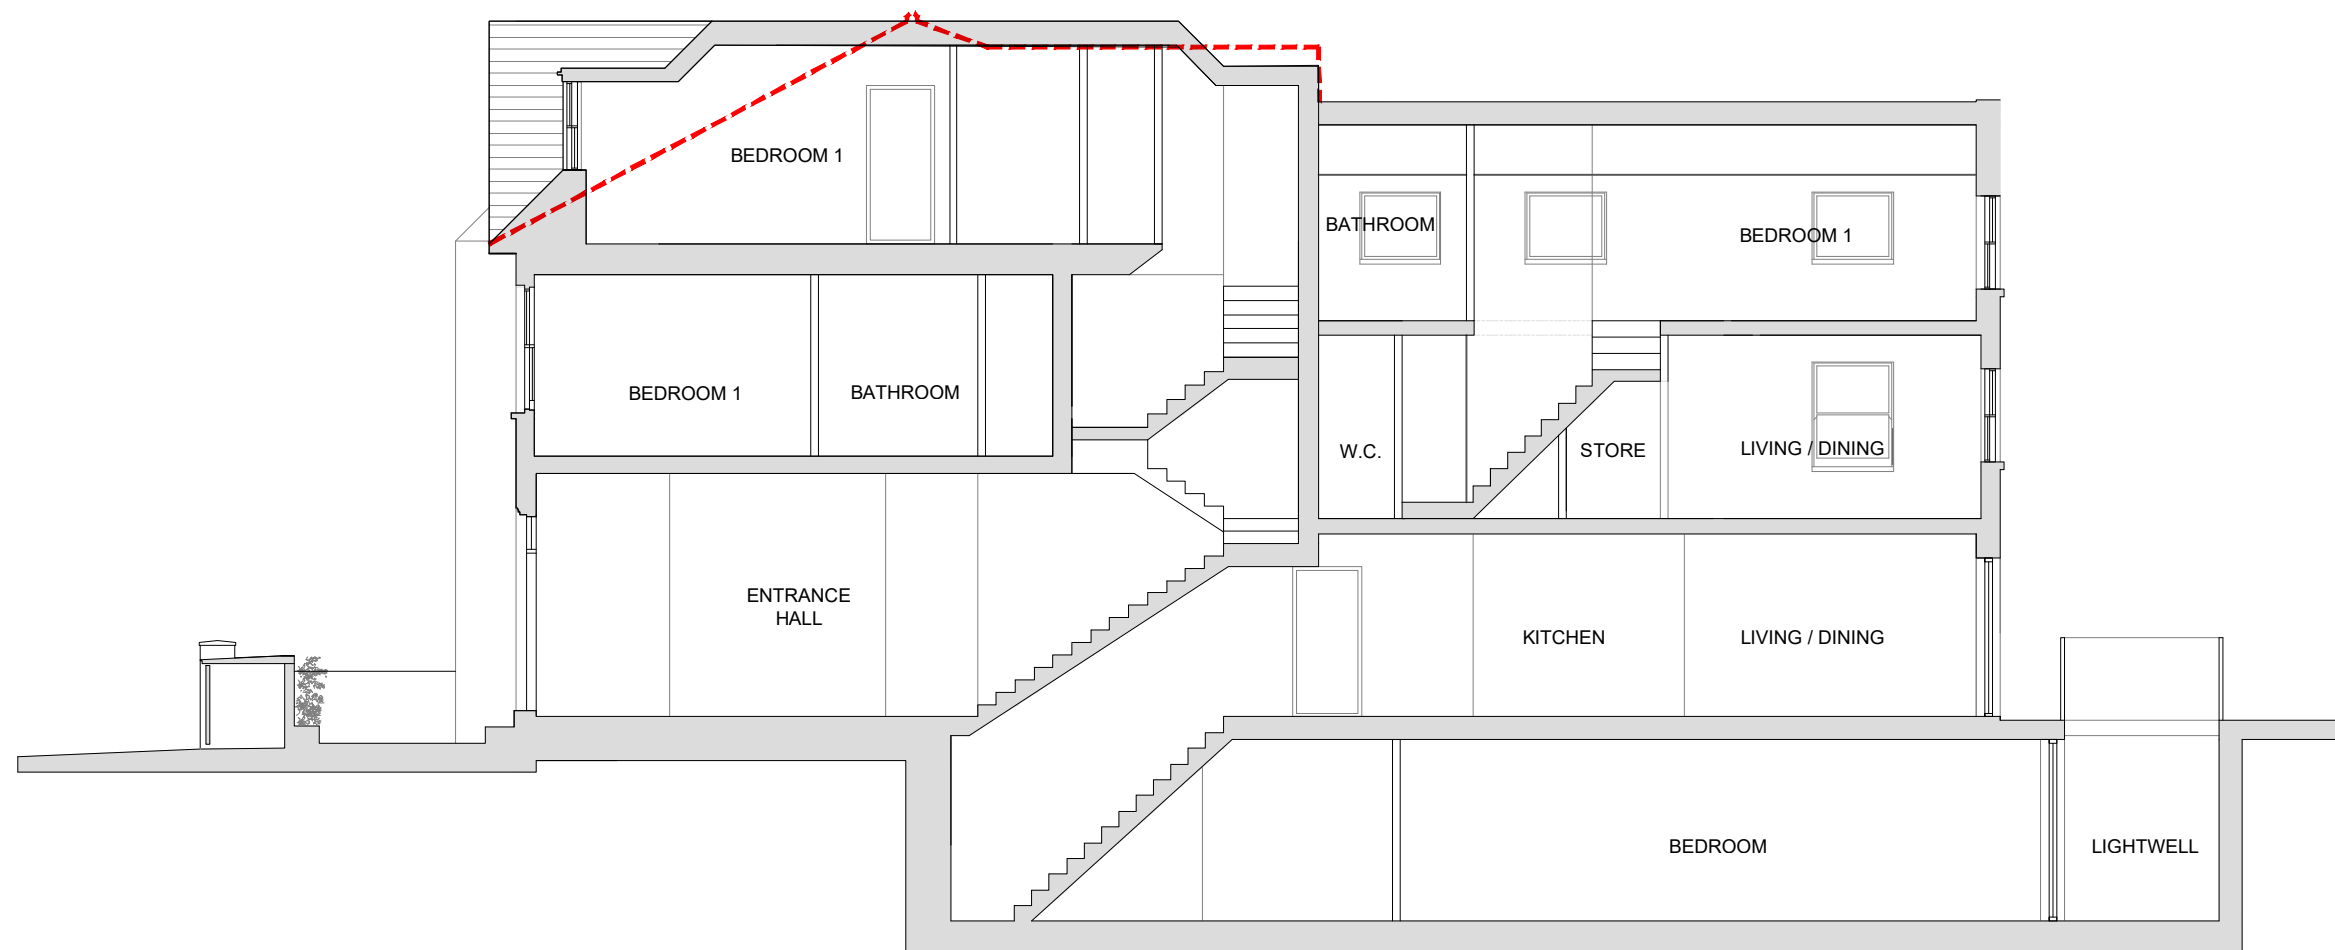 BEDROOM 1
BATHROOM
BEDROOM 1
BEDROOM 1
BATHROOM
W.C.
STORE
LIVING / DINING
ENTRANCE
HALL
KITCHEN
LIVING / DINING
BEDROOM
LIGHTWELL